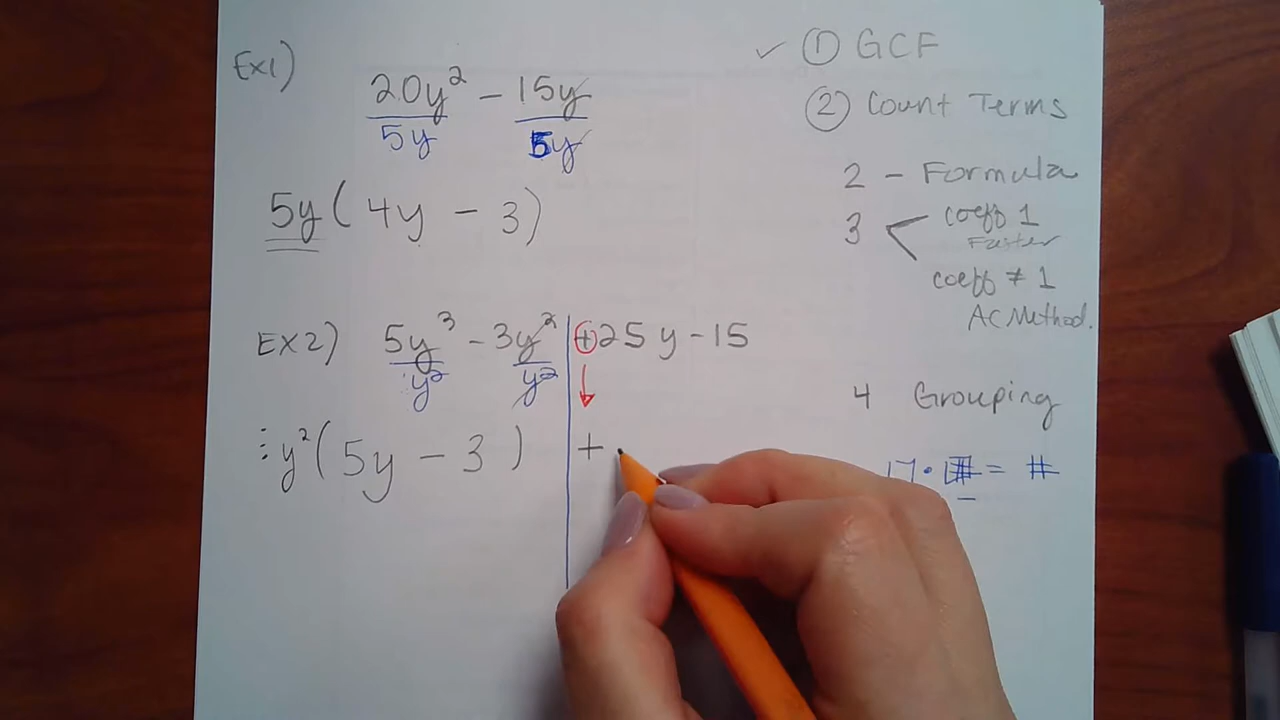 Ex1)
20y² - 15y
5y 5y
5y(4y - 3)
EX2) 5y³ - 3y² + 25y - 15
y² y²
y²(5y - 3) +
✓ ① GCF
② Count Terms
2 - Formula
3 < coeff 1
Faster
coeff ≠ 1
AC Method.
4 Grouping
= #